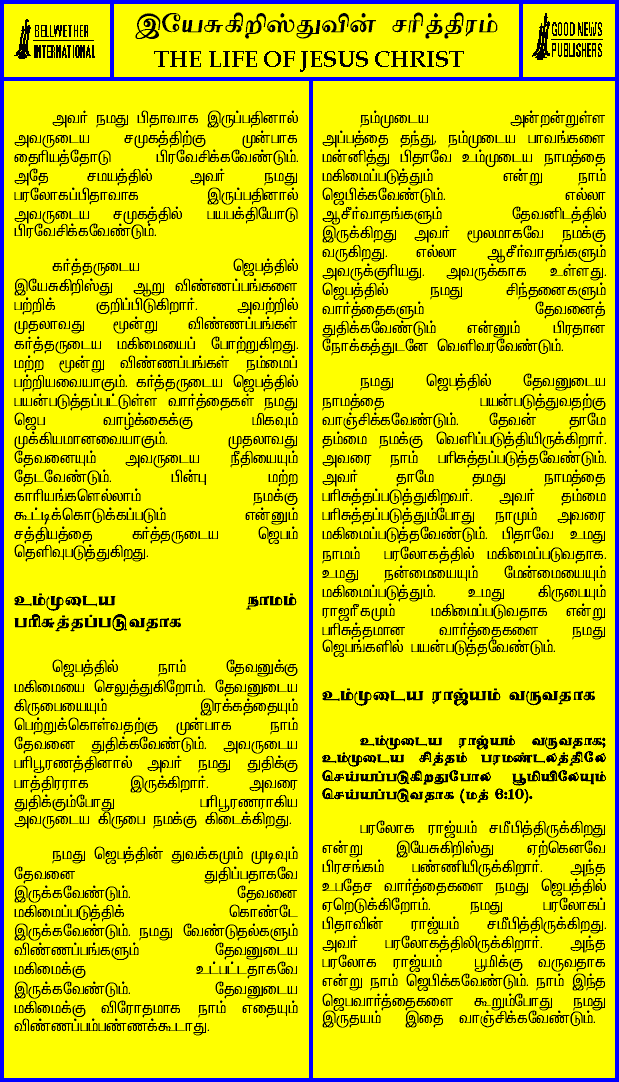 BELLWETHER
INTERNATIONAL
இயேசுகிறிஸ்துவின் சரித்திரம்
THE LIFE OF JESUS CHRIST
GOOD NEWS
PUBLISHERS
அவர் நமது பிதாவாக இருப்பதினால்
அவருடைய சமுகத்திற்கு முன்பாக
தைரியத்தோடு பிரவேசிக்கவேண்டும்.
அதே சமயத்தில் அவர் நமது
பரலோகப்பிதாவாக இருப்பதினால்
அவருடைய சமுகத்தில் பயபக்தியோடு
பிரவேசிக்கவேண்டும்.
கர்த்தருடைய ஜெபத்தில்
இயேசுகிறிஸ்து ஆறு விண்ணப்பங்களை
பற்றிக் குறிப்பிடுகிறார். அவற்றில்
முதலாவது மூன்று விண்ணப்பங்கள்
கர்த்தருடைய மகிமையைப் போற்றுகிறது.
மற்ற மூன்று விண்ணப்பங்கள் நம்மைப்
பற்றியவையாகும். கர்த்தருடைய ஜெபத்தில்
பயன்படுத்தப்பட்டுள்ள வார்த்தைகள் நமது
ஜெப வாழ்க்கைக்கு மிகவும்
முக்கியமானவையாகும். முதலாவது
தேவனையும் அவருடைய நீதியையும்
தேடவேண்டும். பின்பு மற்ற
காரியங்களெல்லாம் நமக்கு
கூட்டிக்கொடுக்கப்படும் என்னும்
சத்தியத்தை கர்த்தருடைய ஜெபம்
தெளிவுபடுத்துகிறது.
உம்முடைய நாமம்
பரிசுத்தப்படுவதாக
ஜெபத்தில் நாம் தேவனுக்கு
மகிமையை செலுத்துகிறோம். தேவனுடைய
கிருபையையும் இரக்கத்தையும்
பெற்றுக்கொள்வதற்கு முன்பாக நாம்
தேவனை துதிக்கவேண்டும். அவருடைய
பரிபூரணத்தினால் அவர் நமது துதிக்கு
பாத்திரராக இருக்கிறார். அவரை
துதிக்கும்போது பரிபூரணராகிய
அவருடைய கிருபை நமக்கு கிடைக்கிறது.
நமது ஜெபத்தின் துவக்கமும் முடிவும்
தேவனை துதிப்பதாகவே
இருக்கவேண்டும். தேவனை
மகிமைப்படுத்திக் கொண்டே
இருக்கவேண்டும். நமது வேண்டுதல்களும்
விண்ணப்பங்களும் தேவனுடைய
மகிமைக்கு உட்பட்டதாகவே
இருக்கவேண்டும். தேவனுடைய
மகிமைக்கு விரோதமாக நாம் எதையும்
விண்ணப்பம்பண்ணக்கூடாது.
நம்முடைய அன்றன்றுள்ள
அப்பத்தை தந்து, நம்முடைய பாவங்களை
மன்னித்து பிதாவே உம்முடைய நாமத்தை
மகிமைப்படுத்தும் என்று நாம்
ஜெபிக்கவேண்டும். எல்லா
ஆசீர்வாதங்களும் தேவனிடத்தில்
இருக்கிறது அவர் மூலமாகவே நமக்கு
வருகிறது. எல்லா ஆசீர்வாதங்களும்
அவருக்குரியது. அவருக்காக உள்ளது.
ஜெபத்தில் நமது சிந்தனைகளும்
வார்த்தைகளும் தேவனைத்
துதிக்கவேண்டும் என்னும் பிரதான
நோக்கத்துடனே வெளிவரவேண்டும்.
நமது ஜெபத்தில் தேவனுடைய
நாமத்தை பயன்படுத்துவதற்கு
வாஞ்சிக்கவேண்டும். தேவன் தாமே
தம்மை நமக்கு வெளிப்படுத்தியிருக்கிறார்.
அவரை நாம் பரிசுத்தப்படுத்தவேண்டும்.
அவர் தாமே தமது நாமத்தை
பரிசுத்தப்படுத்துகிறவர். அவர் தம்மை
பரிசுத்தப்படுத்தும்போது நாமும் அவரை
மகிமைப்படுத்தவேண்டும். பிதாவே உமது
நாமம் பரலோகத்தில் மகிமைப்படுவதாக.
உமது நன்மையையும் மேன்மையையும்
மகிமைப்படுத்தும். உமது கிருபையும்
ராஜரீகமும் மகிமைப்படுவதாக என்று
பரிசுத்தமான வார்த்தைகளை நமது
ஜெபங்களில் பயன்படுத்தவேண்டும்.
உம்முடைய ராஜ்யம் வருவதாக
உம்முடைய ராஜ்யம் வருவதாக;
உம்முடைய சித்தம் பரமண்டலத்திலே
செய்யப்படுகிறதுபோல பூமியிலேயும்
செய்யப்படுவதாக (மத் 6:10).
பரலோக ராஜ்யம் சமீபித்திருக்கிறது
என்று இயேசுகிறிஸ்து ஏற்கெனவே
பிரசங்கம் பண்ணியிருக்கிறார். அந்த
உபதேச வார்த்தைகளை நமது ஜெபத்தில்
ஏறெடுக்கிறோம். நமது பரலோகப்
பிதாவின் ராஜ்யம் சமீபித்திருக்கிறது.
அவர் பரலோகத்திலிருக்கிறார். அந்த
பரலோக ராஜ்யம் பூமிக்கு வருவதாக
என்று நாம் ஜெபிக்கவேண்டும். நாம் இந்த
ஜெபவார்த்தைகளை கூறும்போது நமது
இருதயம் இதை வாஞ்சிக்கவேண்டும்.